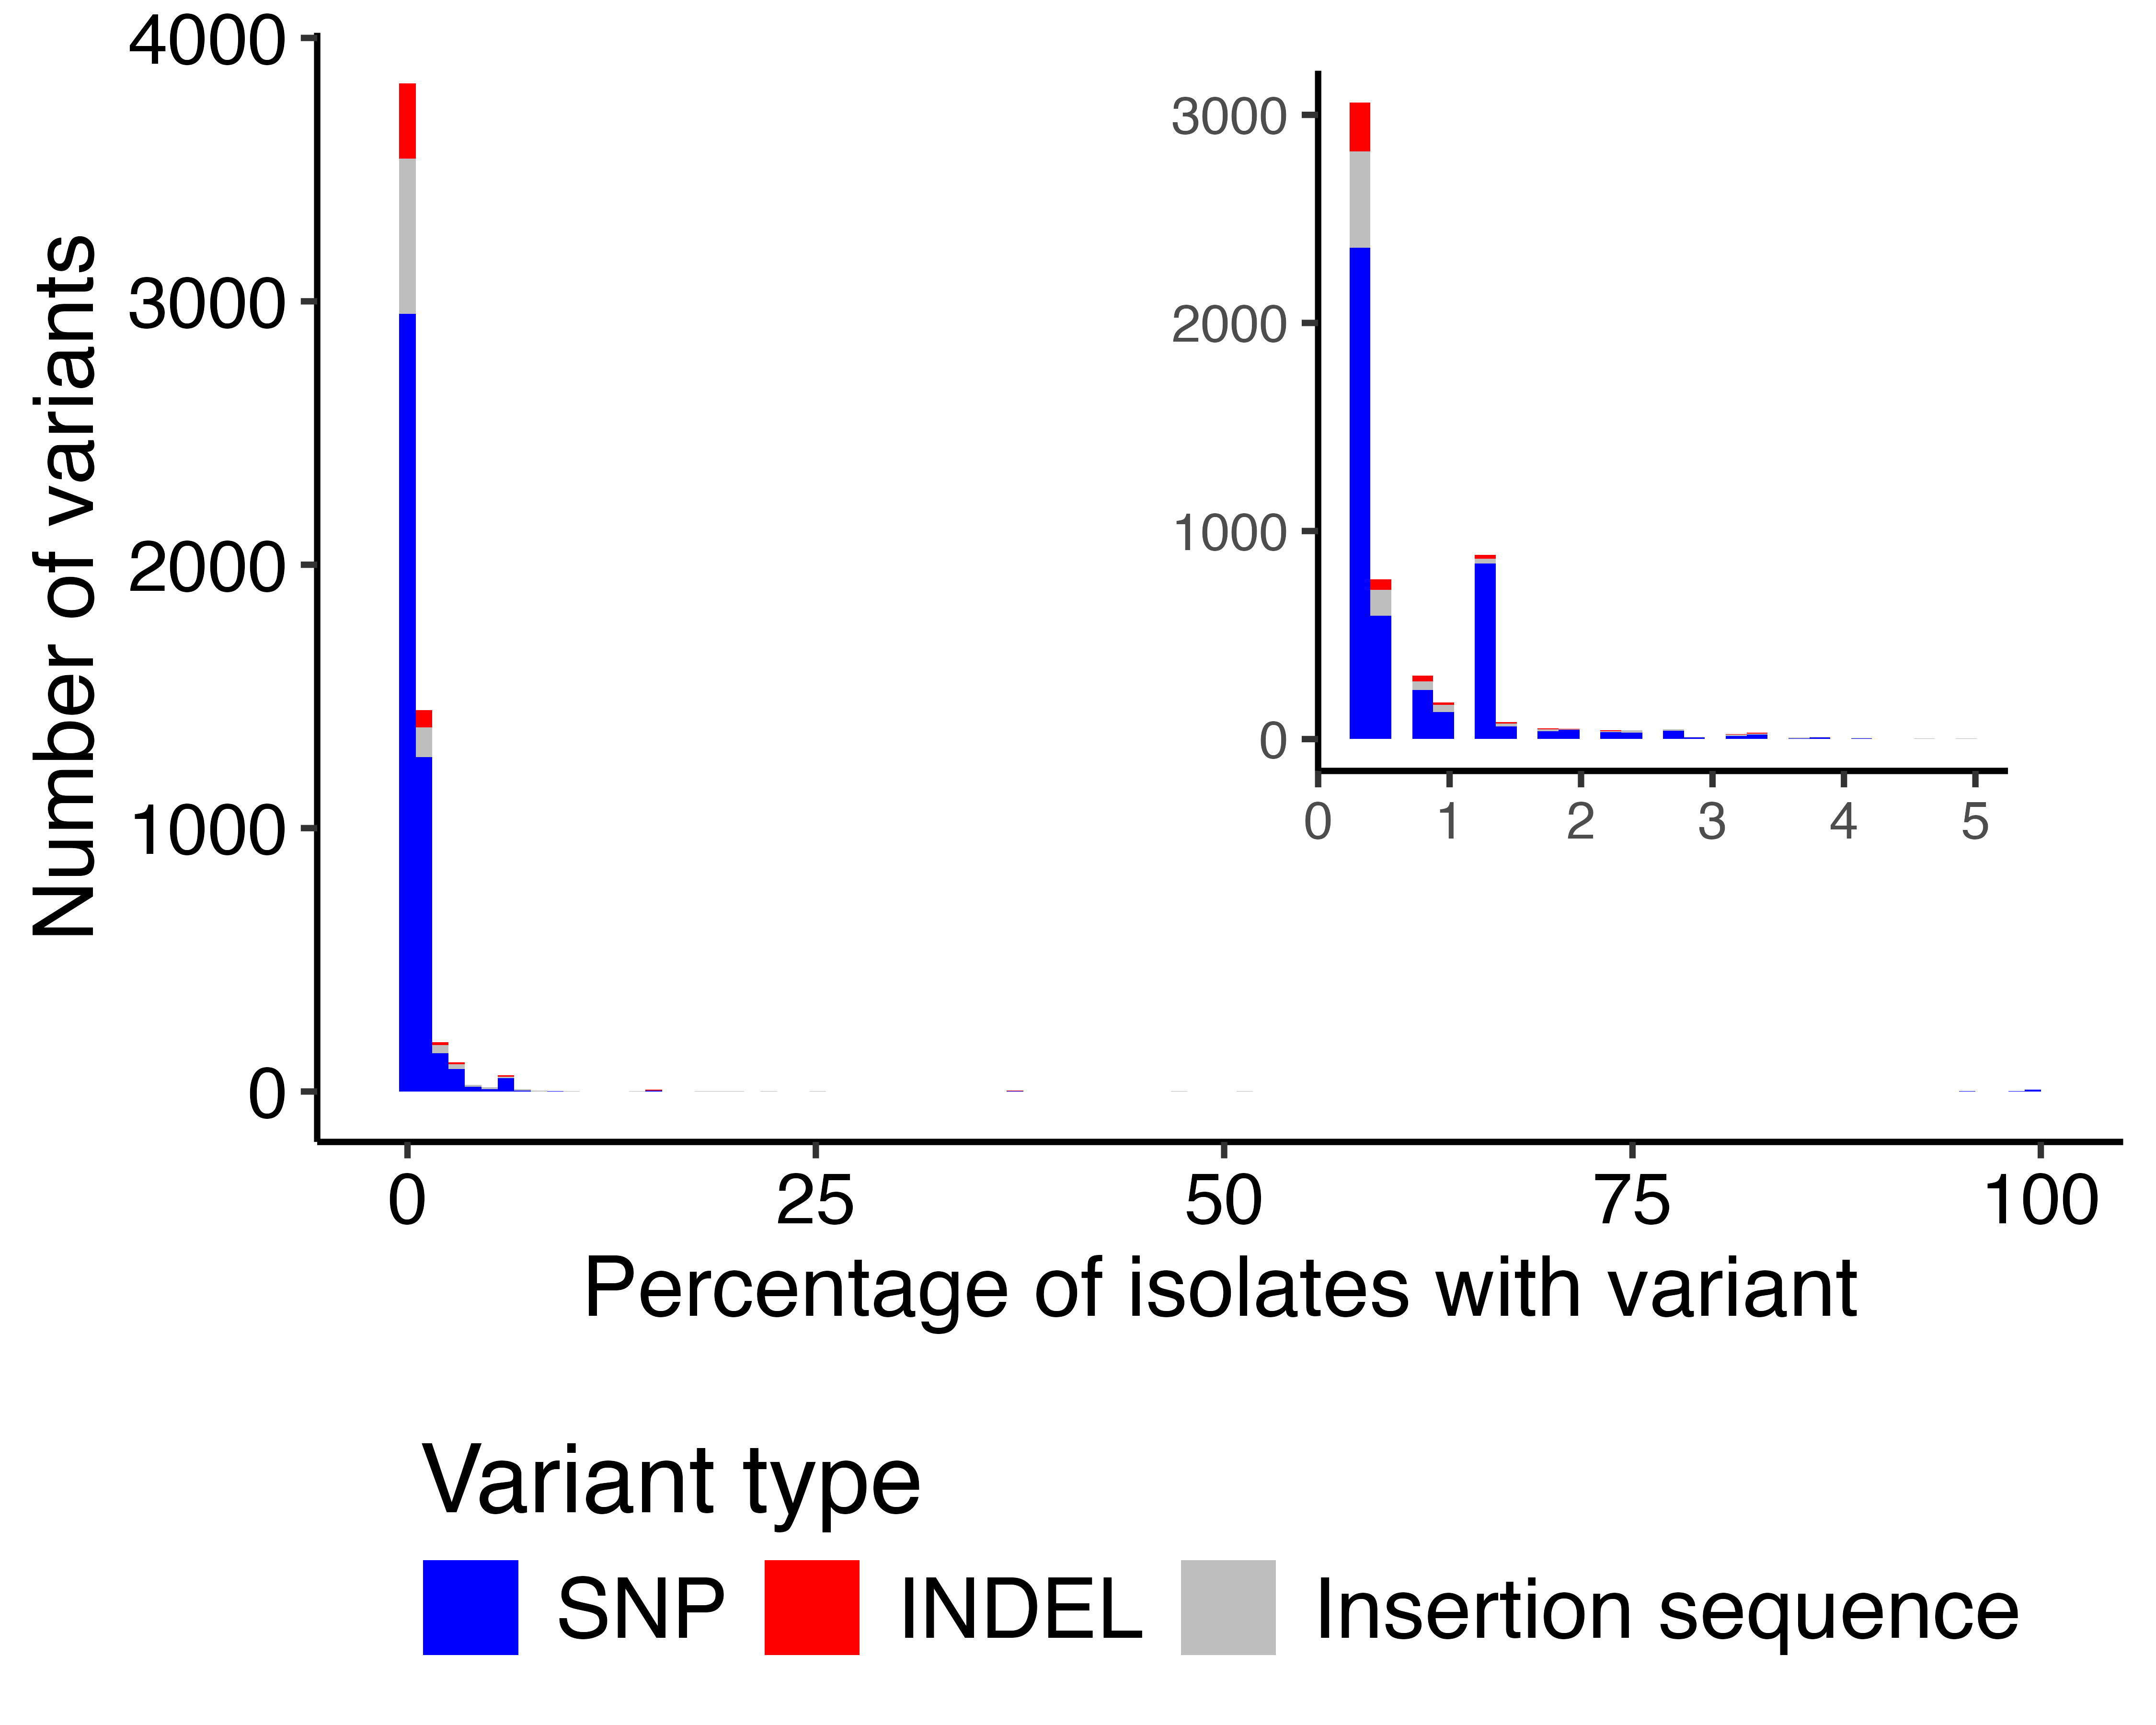 Number of variants
4000
3000
2000
1000
0
0 25 50 75 100
Percentage of isolates with variant
3000
2000
1000
0
0 1 2 3 4 5
Variant type
SNP INDEL Insertion sequence